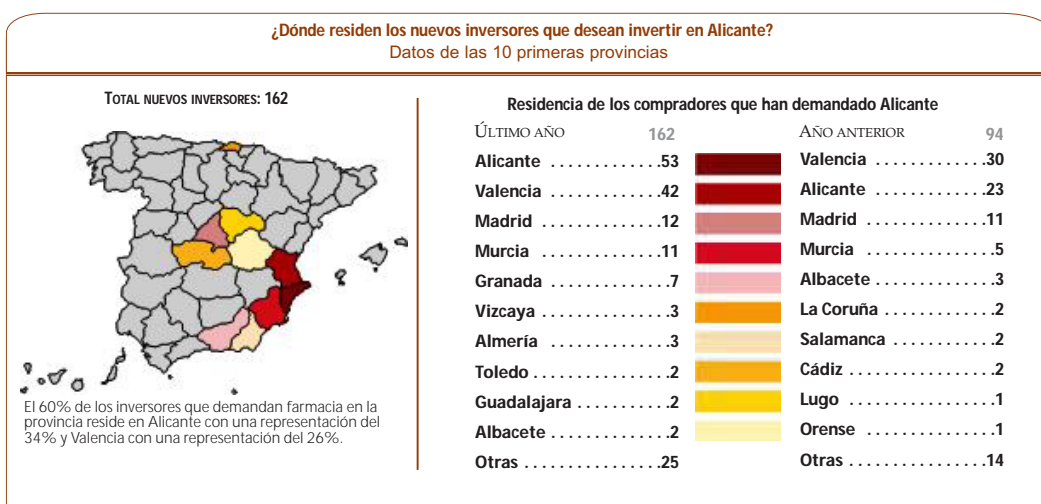 ¿Dónde residen los nuevos inversores que desean invertir en Alicante?
Datos de las 10 primeras provincias
TOTAL NUEVOS INVERSORES: 162
El 60% de los inversores que demandan farmacia en la
provincia reside en Alicante con una representación del
34% y Valencia con una representación del 26%.
Residencia de los compradores que han demandado Alicante
ÚLTIMO AÑO 162
Alicante . . . . . . . . . . . . .53
Valencia . . . . . . . . . . . . .42
Madrid . . . . . . . . . . . . . .12
Murcia . . . . . . . . . . . . . .11
Granada . . . . . . . . . . . . . .7
Vizcaya . . . . . . . . . . . . . .3
Almería . . . . . . . . . . . . . .3
Toledo . . . . . . . . . . . . . . .2
Guadalajara . . . . . . . . . .2
Albacete . . . . . . . . . . . . .2
Otras . . . . . . . . . . . . . . .25
AÑO ANTERIOR 94
Valencia . . . . . . . . . . . . .30
Alicante . . . . . . . . . . . . .23
Madrid . . . . . . . . . . . . . .11
Murcia . . . . . . . . . . . . . . .5
Albacete . . . . . . . . . . . . .3
La Coruña . . . . . . . . . . . .2
Salamanca . . . . . . . . . . .2
Cádiz . . . . . . . . . . . . . . . .2
Lugo . . . . . . . . . . . . . . . .1
Orense . . . . . . . . . . . . . .1
Otras . . . . . . . . . . . . . . .14